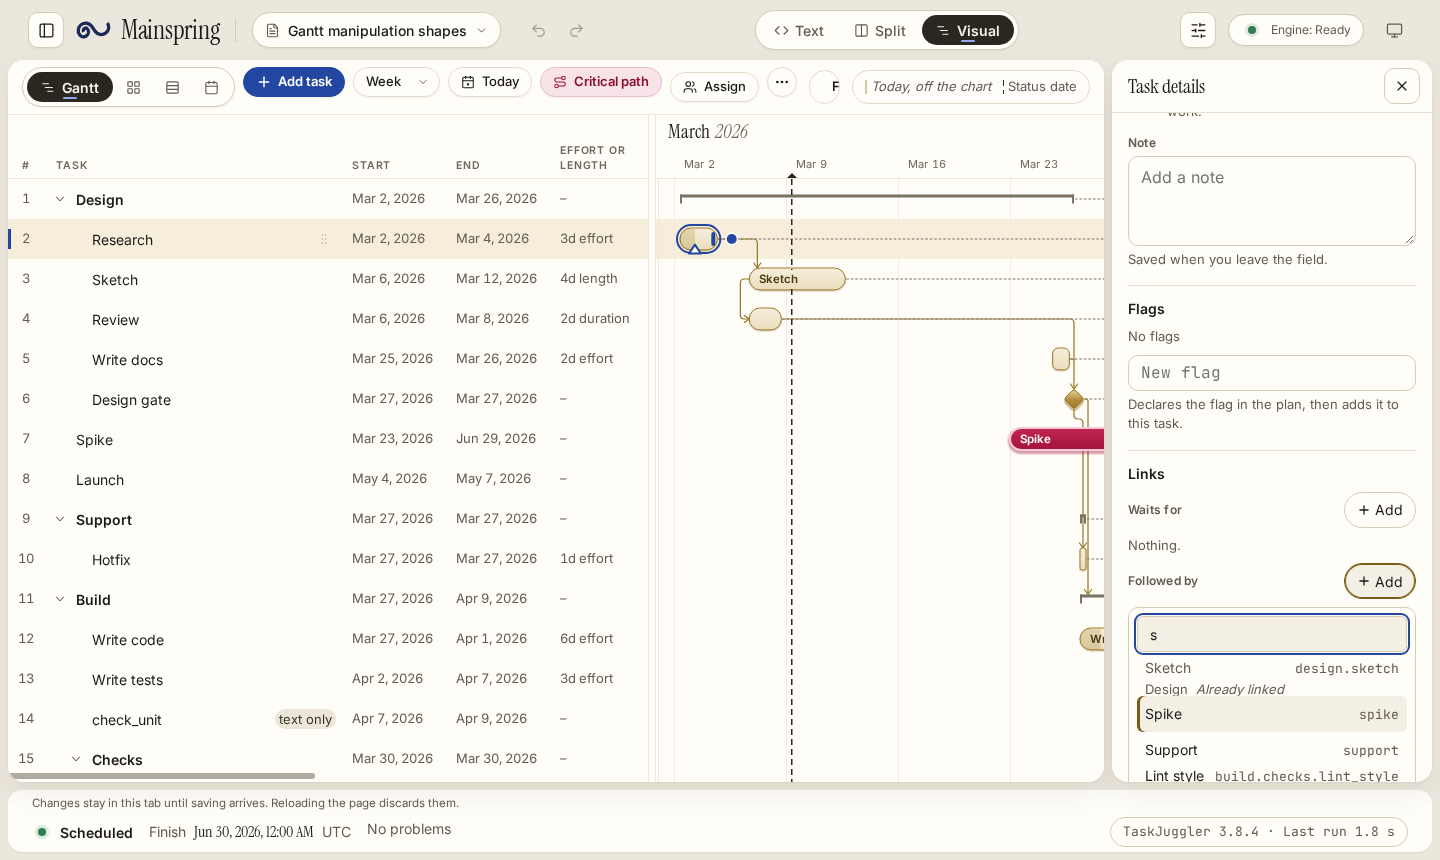 Mainspring
Gantt manipulation shapes
Text
Split
Visual
Engine: Ready
Gantt
Add task
Week
Today
Critical path
Assign
F
Today, off the chart
Status date
Task details
work.
March 2026
# TASK START END EFFORT OR LENGTH
Mar 2 Mar 9 Mar 16 Mar 23
1 Design Mar 2, 2026 Mar 26, 2026 –
2 Research Mar 2, 2026 Mar 4, 2026 3d effort
3 Sketch Mar 6, 2026 Mar 12, 2026 4d length
Sketch
4 Review Mar 6, 2026 Mar 8, 2026 2d duration
5 Write docs Mar 25, 2026 Mar 26, 2026 2d effort
6 Design gate Mar 27, 2026 Mar 27, 2026 –
7 Spike Mar 23, 2026 Jun 29, 2026 –
Spike
8 Launch May 4, 2026 May 7, 2026 –
9 Support Mar 27, 2026 Mar 27, 2026 –
10 Hotfix Mar 27, 2026 Mar 27, 2026 1d effort
11 Build Mar 27, 2026 Apr 9, 2026 –
12 Write code Mar 27, 2026 Apr 1, 2026 6d effort
13 Write tests Apr 2, 2026 Apr 7, 2026 3d effort
14 check_unit text only Apr 7, 2026 Apr 9, 2026 –
15 Checks Mar 30, 2026 Mar 30, 2026 –
Note
Add a note
Saved when you leave the field.
Flags
No flags
New flag
Declares the flag in the plan, then adds it to
this task.
Links
Waits for
+ Add
Nothing.
Followed by
+ Add
s
Sketch design.sketch
Design Already linked
Spike spike
Support support
Lint style build.checks.lint_style
Changes stay in this tab until saving arrives. Reloading the page discards them.
Scheduled Finish Jun 30, 2026, 12:00 AM UTC No problems
TaskJuggler 3.8.4 · Last run 1.8 s